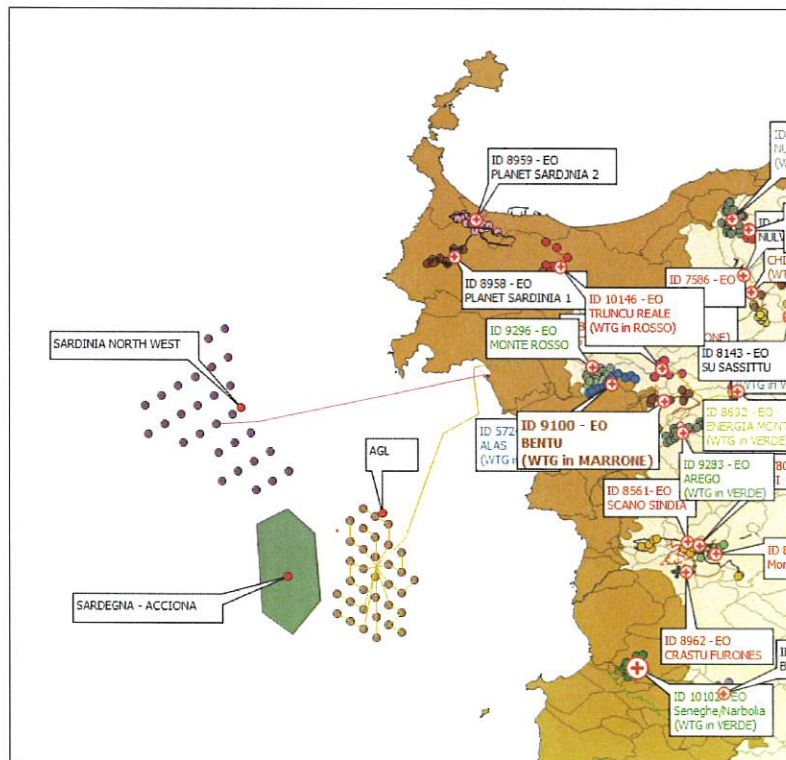 ID 8959 - EO
PLANET SARDINIA 2
ID 8958 - EO
PLANET SARDINIA 1
ID 10146 - EO
TRUNCU REALE
(WTG in ROSSO)
ID 7586 - EO
SARDINIA NORTH WEST
ID 9296 - EO
MONTE ROSSO
ID 8143 - EO
SU SASSITTU
ID 9100 - EO
BENTU
(WTG in MARRONE)
ALAS
ID 8692 - EO
(WTG in VERDE
AGL
ID 9283 - EO
AREGO
(WTG in VERDE)
ID 8561- EO
SCANO SINDIA
SARDEGNA - ACCIONA
ID 8962 - EO
CRASTU FURONES
ID 10102 - EO
Seneghe/Narbolia
(WTG in VERDE)